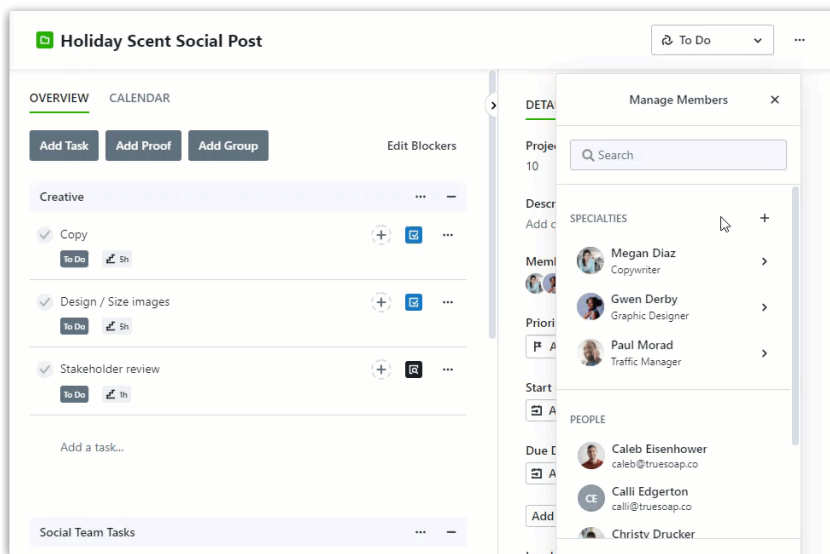 Holiday Scent Social Post
To Do
OVERVIEW CALENDAR
Add Task Add Proof Add Group Edit Blockers
Creative
Copy
To Do 5h
Design / Size images
To Do 5h
Stakeholder review
To Do 1h
Add a task...
Social Team Tasks
10
Add
Start
Add
Manage Members
Search
SPECIALTIES
Megan Diaz
Copywriter
Gwen Derby
Graphic Designer
Paul Morad
Traffic Manager
PEOPLE
Caleb Eisenhower
caleb@truesoap.co
CE
Calli Edgerton
calli@truesoap.co
Christy Drucker